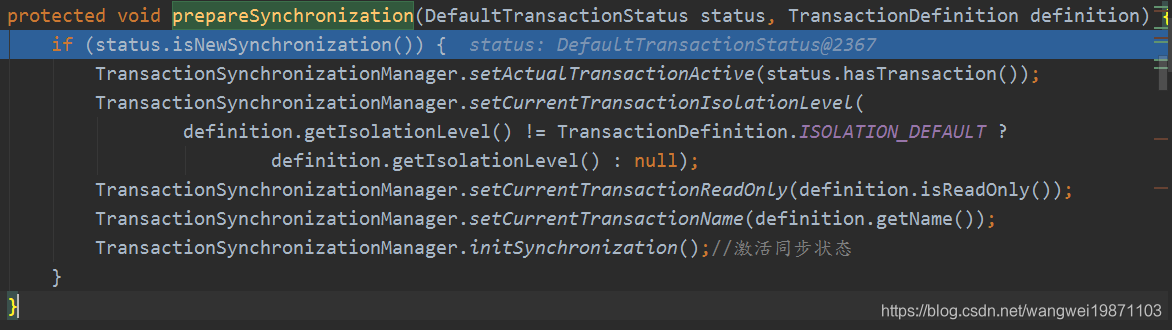 protected void prepareSynchronization(DefaultTransactionStatus status, TransactionDefinition definition) {
if (status.isNewSynchronization()) {  status: DefaultTransactionStatus@2367
TransactionSynchronizationManager.setActualTransactionActive(status.hasTransaction());
TransactionSynchronizationManager.setCurrentTransactionIsolationLevel(
definition.getIsolationLevel() != TransactionDefinition.ISOLATION_DEFAULT ?
definition.getIsolationLevel() : null);
TransactionSynchronizationManager.setCurrentTransactionReadOnly(definition.isReadOnly());
TransactionSynchronizationManager.setCurrentTransactionName(definition.getName());
TransactionSynchronizationManager.initSynchronization();//激活同步状态
}
}
https://blog.csdn.net/wangwei19871103